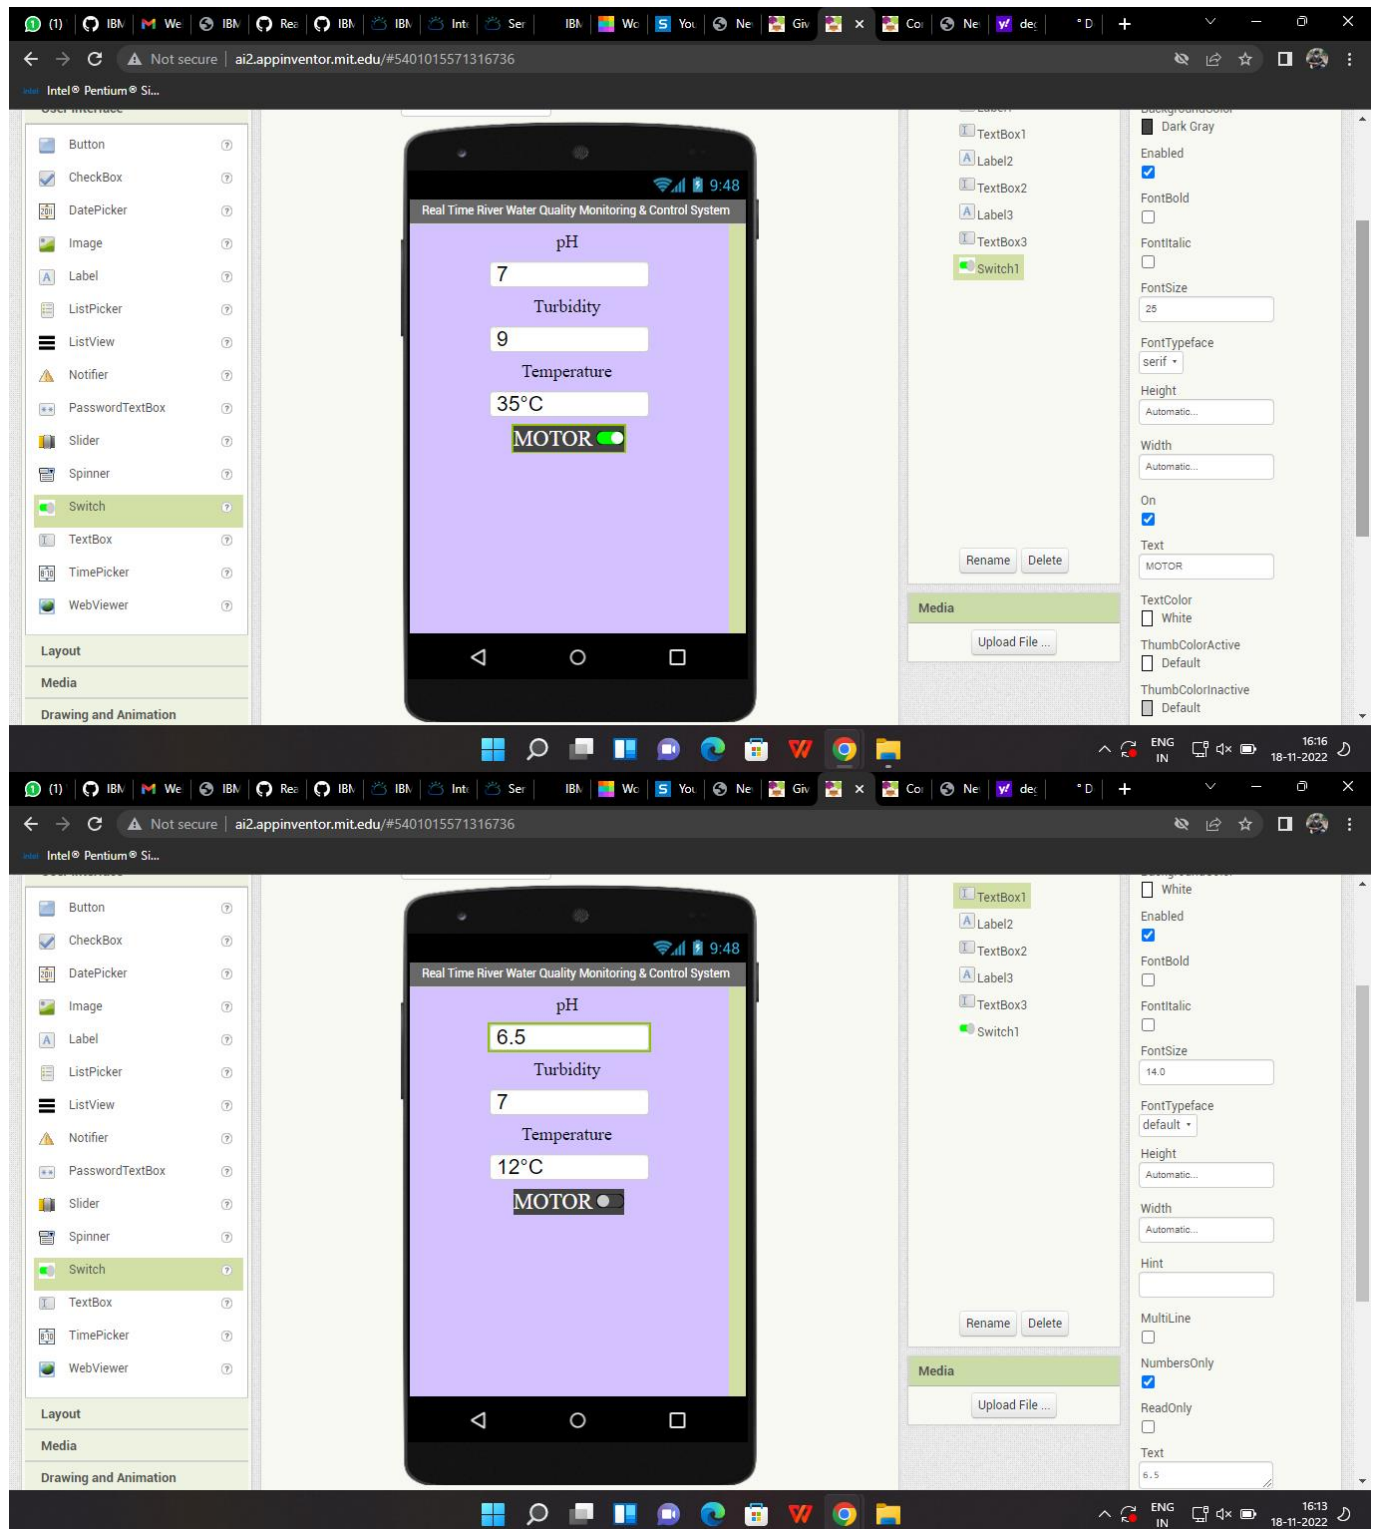 (1) IBM We IBM Rea IBM IBM Inte Ser IBM Wo You Ne Giv Co Ne de ° D
Not secure | ai2.appinventor.mit.edu/#5401015571316736
Intel® Pentium® Si...
User Interface
Button
CheckBox
DatePicker
Image
Label
ListPicker
ListView
Notifier
PasswordTextBox
Slider
Spinner
Switch
TextBox
TimePicker
WebViewer
Layout
Media
Drawing and Animation
9:48
Real Time River Water Quality Monitoring & Control System
pH
7
Turbidity
9
Temperature
35°C
MOTOR
Label1
TextBox1
Label2
TextBox2
Label3
TextBox3
Switch1
Rename Delete
Media
Upload File ...
BackgroundColor
Dark Gray
Enabled
FontBold
FontItalic
FontSize
25
FontTypeface
serif
Height
Automatic...
Width
Automatic...
On
Text
MOTOR
TextColor
White
ThumbColorActive
Default
ThumbColorInactive
Default
ENG
IN
16:16
18-11-2022
(1) IBM We IBM Rea IBM IBM Inte Ser IBM Wo You Ne Giv Co Ne de ° D
Not secure | ai2.appinventor.mit.edu/#5401015571316736
Intel® Pentium® Si...
User Interface
Button
CheckBox
DatePicker
Image
Label
ListPicker
ListView
Notifier
PasswordTextBox
Slider
Spinner
Switch
TextBox
TimePicker
WebViewer
Layout
Media
Drawing and Animation
9:48
Real Time River Water Quality Monitoring & Control System
pH
6.5
Turbidity
7
Temperature
12°C
MOTOR
TextBox1
Label2
TextBox2
Label3
TextBox3
Switch1
Rename Delete
Media
Upload File ...
BackgroundColor
White
Enabled
FontBold
FontItalic
FontSize
14.0
FontTypeface
default
Height
Automatic...
Width
Automatic...
Hint
MultiLine
NumbersOnly
ReadOnly
Text
6.5
ENG
IN
16:13
18-11-2022